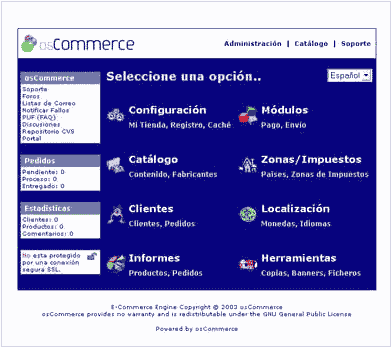 osCommerce
Administración | Catálogo | Soporte
osCommerce
Soporte
Foros
Listas de Correo
Notificar Fallos
PUF (FAQ)
Discusiones
Repositorio CVS
Portal
Pedidos
Pendiente: 0
Proceso: 0
Entregado: 0
Estadísticas
Clientes: 0
Productos: 0
Comentarios: 0
No esta protegido
por una conexión
segura SSL.
Seleccione una opción..
Español
Configuración
Mi Tienda, Registro, Caché
Módulos
Pago, Envío
Catálogo
Contenido, Fabricantes
Zonas/Impuestos
Países, Zonas de Impuestos
Clientes
Clientes, Pedidos
Localización
Monedas, Idiomas
Informes
Productos, Pedidos
Herramientas
Copias, Banners, Ficheros
E-Commerce Engine Copyright © 2003 osCommerce
osCommerce provides no warranty and is redistributable under the GNU General Public License
Powered by osCommerce